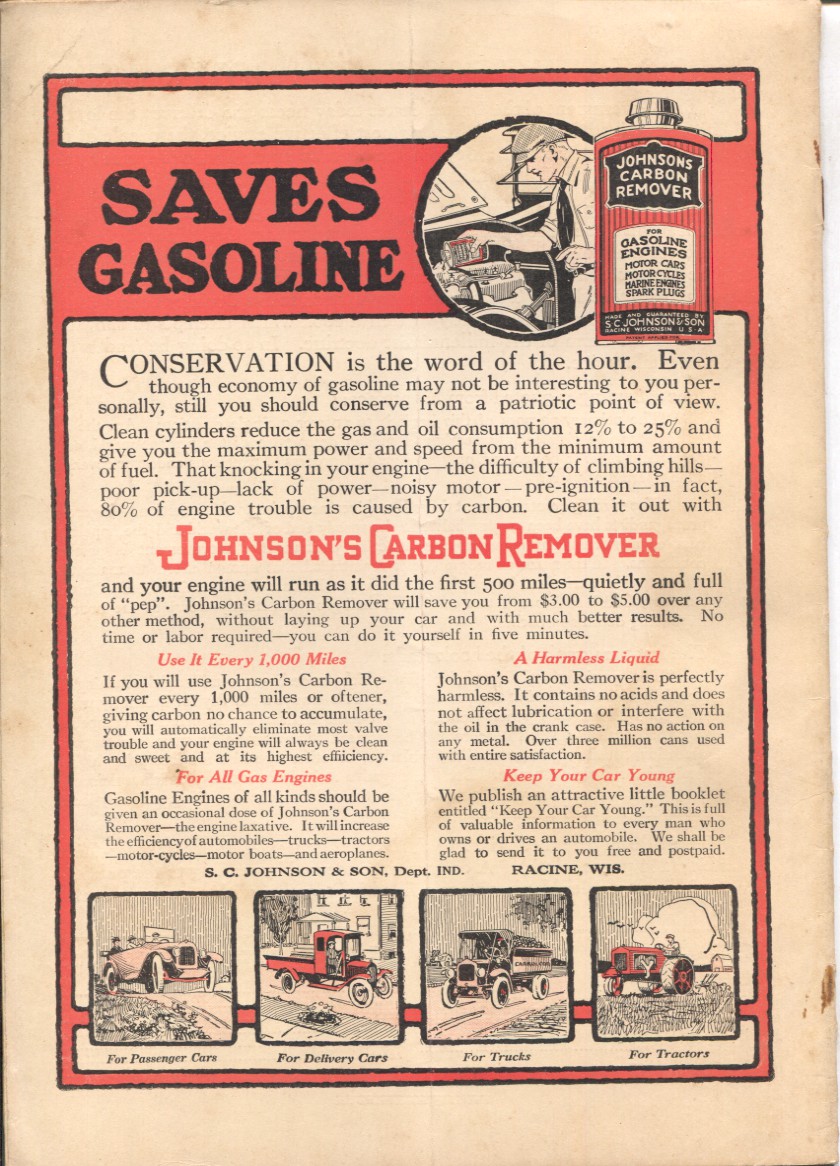 SAVES
GASOLINE
JOHNSONS
CARBON
REMOVER
FOR
GASOLINE
ENGINES
MOTOR CARS
MOTORCYCLES
MARINE ENGINES
SPARK PLUGS
MADE AND GUARANTEED BY
S.C. JOHNSON & SON
RACINE WISCONSIN U.S.A.
PATENT APPLIED FOR
CONSERVATION is the word of the hour. Even
though economy of gasoline may not be interesting to you per-
sonally, still you should conserve from a patriotic point of view.
Clean cylinders reduce the gas and oil consumption 12% to 25% and
give you the maximum power and speed from the minimum amount
of fuel. That knocking in your engine—the difficulty of climbing hills—
poor pick-up—lack of power—noisy motor—pre-ignition—in fact,
80% of engine trouble is caused by carbon. Clean it out with
JOHNSON'S CARBON REMOVER
and your engine will run as it did the first 500 miles—quietly and full
of "pep". Johnson's Carbon Remover will save you from $3.00 to $5.00 over any
other method, without laying up your car and with much better results. No
time or labor required—you can do it yourself in five minutes.
Use It Every 1,000 Miles
If you will use Johnson's Carbon Re-
mover every 1,000 miles or oftener,
giving carbon no chance to accumulate,
you will automatically eliminate most valve
trouble and your engine will always be clean
and sweet and at its highest efficiency.
For All Gas Engines
Gasoline Engines of all kinds should be
given an occasional dose of Johnson's Carbon
Remover—the engine laxative. It will increase
the efficiency of automobiles—trucks—tractors
—motor-cycles—motor boats—and aeroplanes.
A Harmless Liquid
Johnson's Carbon Remover is perfectly
harmless. It contains no acids and does
not affect lubrication or interfere with
the oil in the crank case. Has no action on
any metal. Over three million cans used
with entire satisfaction.
Keep Your Car Young
We publish an attractive little booklet
entitled "Keep Your Car Young." This is full
of valuable information to every man who
owns or drives an automobile. We shall be
glad to send it to you free and postpaid.
S. C. JOHNSON & SON, Dept. IND. RACINE, WIS.
For Passenger Cars
For Delivery Cars
For Trucks
For Tractors